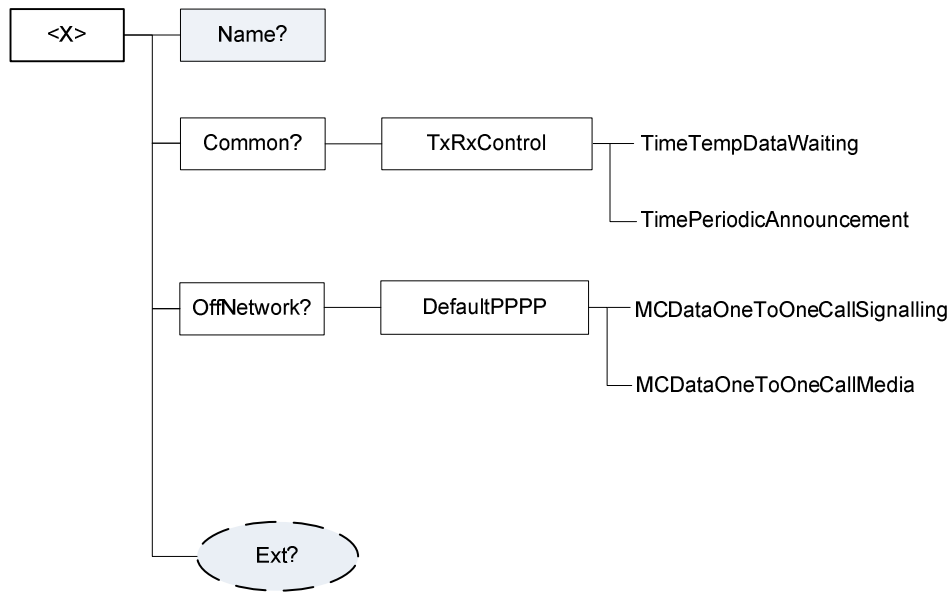 <X>
Name?
Common?
TxRxControl
TimeTempDataWaiting
TimePeriodicAnnouncement
OffNetwork?
DefaultPPPP
MCDataOneToOneCallSignalling
MCDataOneToOneCallMedia
Ext?